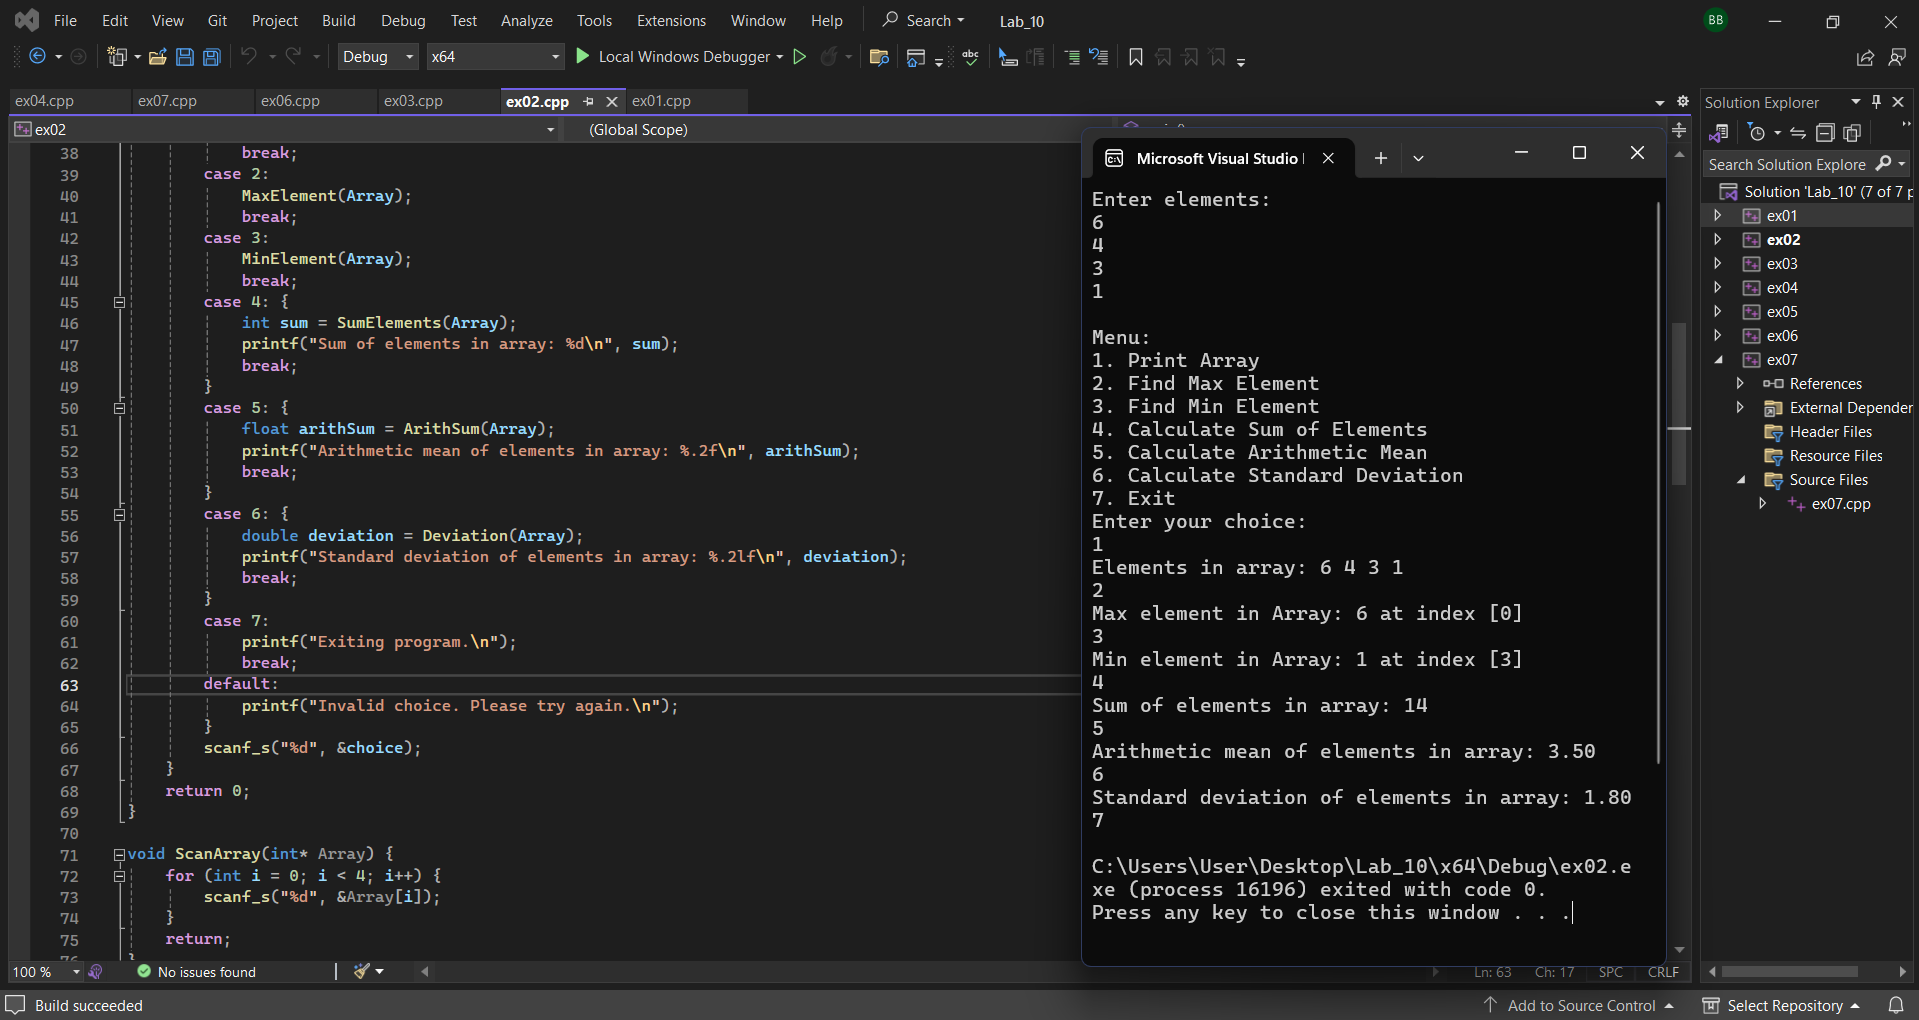 File Edit View Git Project Build Debug Test Analyze Tools Extensions Window Help Search Lab_10 BB
Debug x64 Local Windows Debugger abc
ex04.cpp ex07.cpp ex06.cpp ex03.cpp ex02.cpp ex01.cpp
ex02 (Global Scope)
38 break;
39 case 2:
40 MaxElement(Array);
41 break;
42 case 3:
43 MinElement(Array);
44 break;
45 case 4: {
46 int sum = SumElements(Array);
47 printf("Sum of elements in array: %d\n", sum);
48 break;
49 }
50 case 5: {
51 float arithSum = ArithSum(Array);
52 printf("Arithmetic mean of elements in array: %.2f\n", arithSum);
53 break;
54 }
55 case 6: {
56 double deviation = Deviation(Array);
57 printf("Standard deviation of elements in array: %.2lf\n", deviation);
58 break;
59 }
60 case 7:
61 printf("Exiting program.\n");
62 break;
63 default:
64 printf("Invalid choice. Please try again.\n");
65 }
66 scanf_s("%d", &choice);
67 }
68 return 0;
69 }
70
71 void ScanArray(int* Array) {
72 for (int i = 0; i < 4; i++) {
73 scanf_s("%d", &Array[i]);
74 }
75 return;
76 }
100 % No issues found Ln: 63 Ch: 17 SPC CRLF
Build succeeded Add to Source Control Select Repository
Microsoft Visual Studio
Enter elements:
6
4
3
1
Menu:
1. Print Array
2. Find Max Element
3. Find Min Element
4. Calculate Sum of Elements
5. Calculate Arithmetic Mean
6. Calculate Standard Deviation
7. Exit
Enter your choice:
1
Elements in array: 6 4 3 1
2
Max element in Array: 6 at index [0]
3
Min element in Array: 1 at index [3]
4
Sum of elements in array: 14
5
Arithmetic mean of elements in array: 3.50
6
Standard deviation of elements in array: 1.80
7
C:\Users\User\Desktop\Lab_10\x64\Debug\ex02.e
xe (process 16196) exited with code 0.
Press any key to close this window . . .
Solution Explorer
Search Solution Explore
Solution 'Lab_10' (7 of 7 p
ex01
ex02
ex03
ex04
ex05
ex06
ex07
References
External Depender
Header Files
Resource Files
Source Files
ex07.cpp